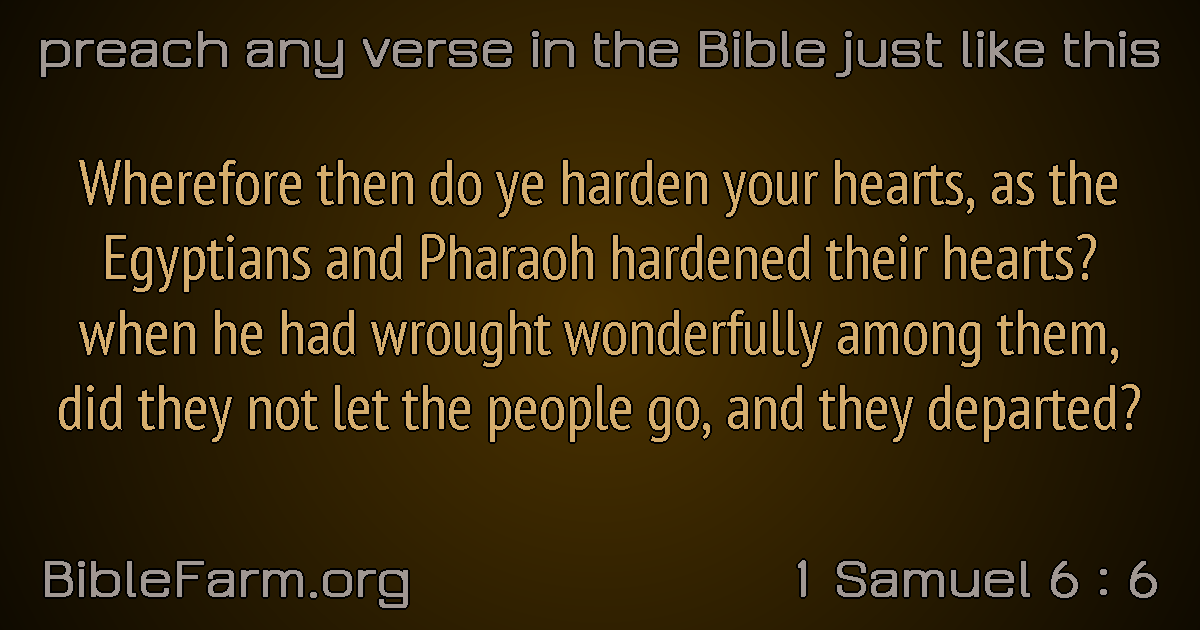 preach any verse in the Bible just like this
Wherefore then do ye harden your hearts, as the
Egyptians and Pharaoh hardened their hearts?
when he had wrought wonderfully among them,
did they not let the people go, and they departed?
BibleFarm.org
1 Samuel 6 : 6